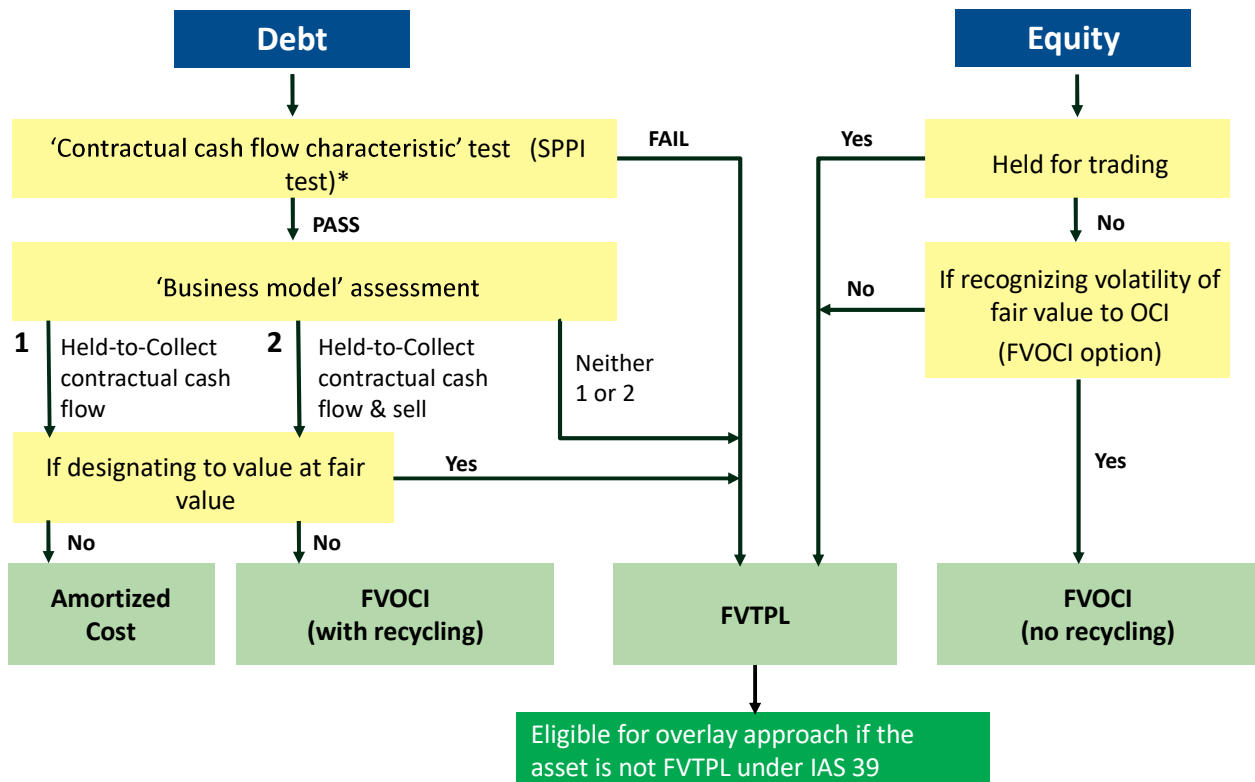 Debt
Equity
‘Contractual cash flow characteristic’ test (SPPI
test)*
FAIL
Yes
Held for trading
PASS
No
‘Business model’ assessment
No
If recognizing volatility of
fair value to OCI
(FVOCI option)
1
Held-to-Collect
contractual cash
flow
2
Held-to-Collect
contractual cash
flow & sell
Neither
1 or 2
If designating to value at fair
value
Yes
Yes
No
No
Amortized
Cost
FVOCI
(with recycling)
FVTPL
FVOCI
(no recycling)
Eligible for overlay approach if the
asset is not FVTPL under IAS 39